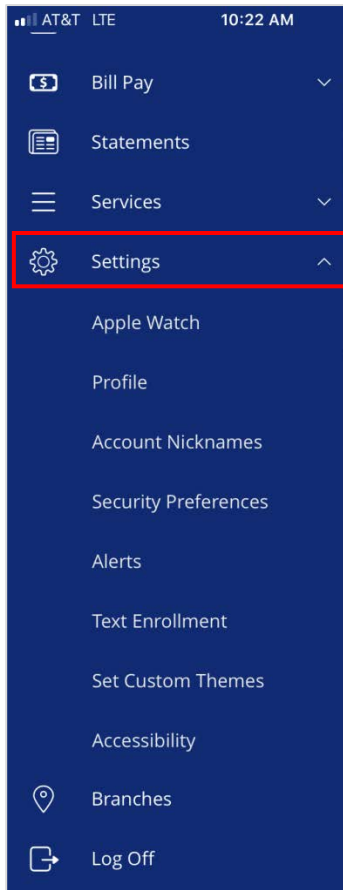 AT&T LTE 10:22 AM
Bill Pay
Statements
Services
Settings
Apple Watch
Profile
Account Nicknames
Security Preferences
Alerts
Text Enrollment
Set Custom Themes
Accessibility
Branches
Log Off